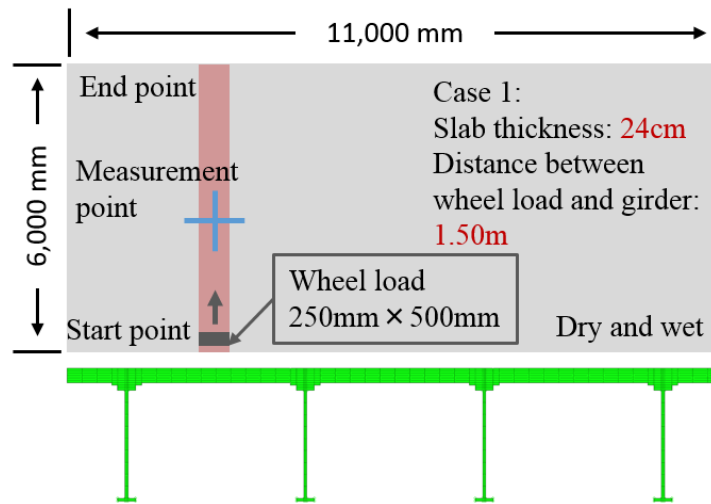 11,000 mm
6,000 mm
End point
Measurement
point
Start point
Case 1:
Slab thickness: 24cm
Distance between
wheel load and girder:
1.50m
Wheel load
250mm × 500mm
Dry and wet